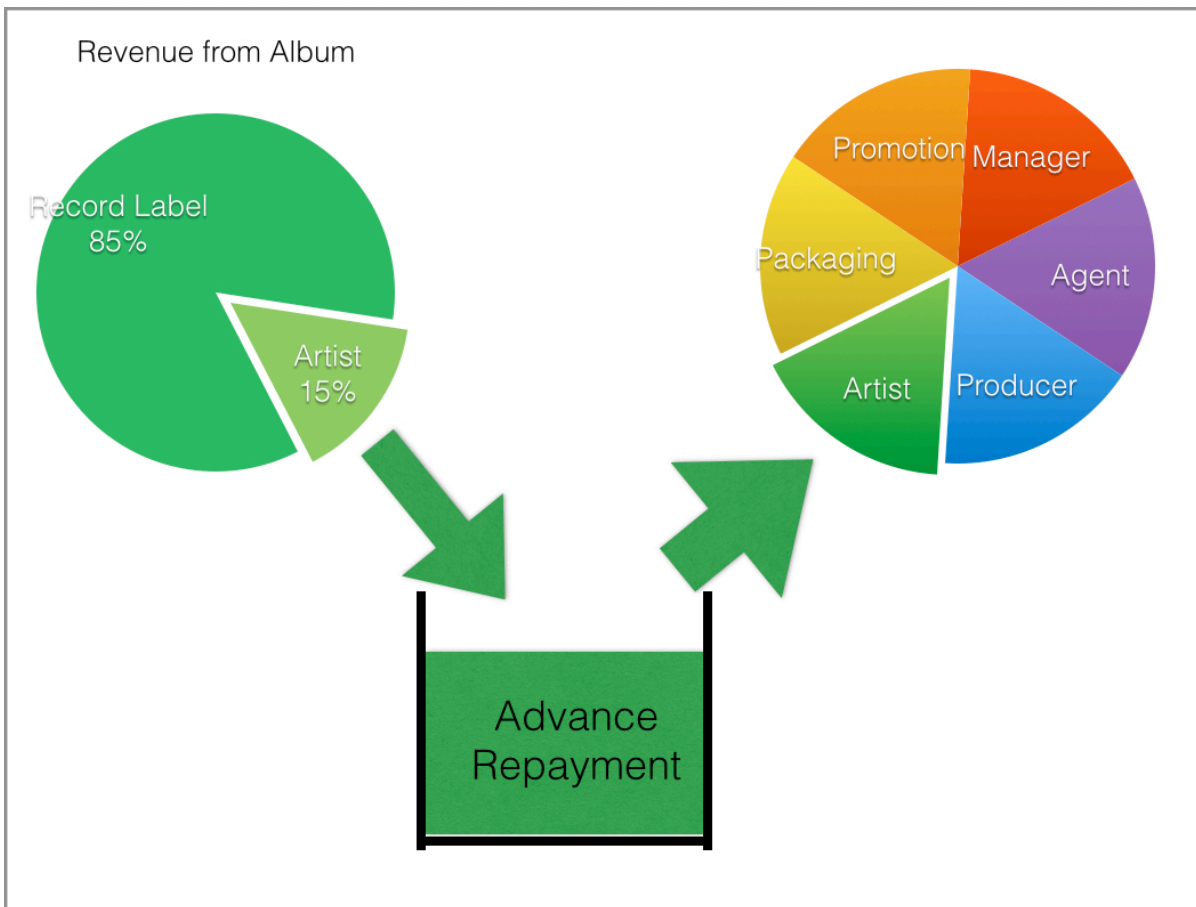 Revenue from Album
Record Label
85%
Artist
15%
Promotion
Manager
Packaging
Agent
Artist
Producer
Advance
Repayment